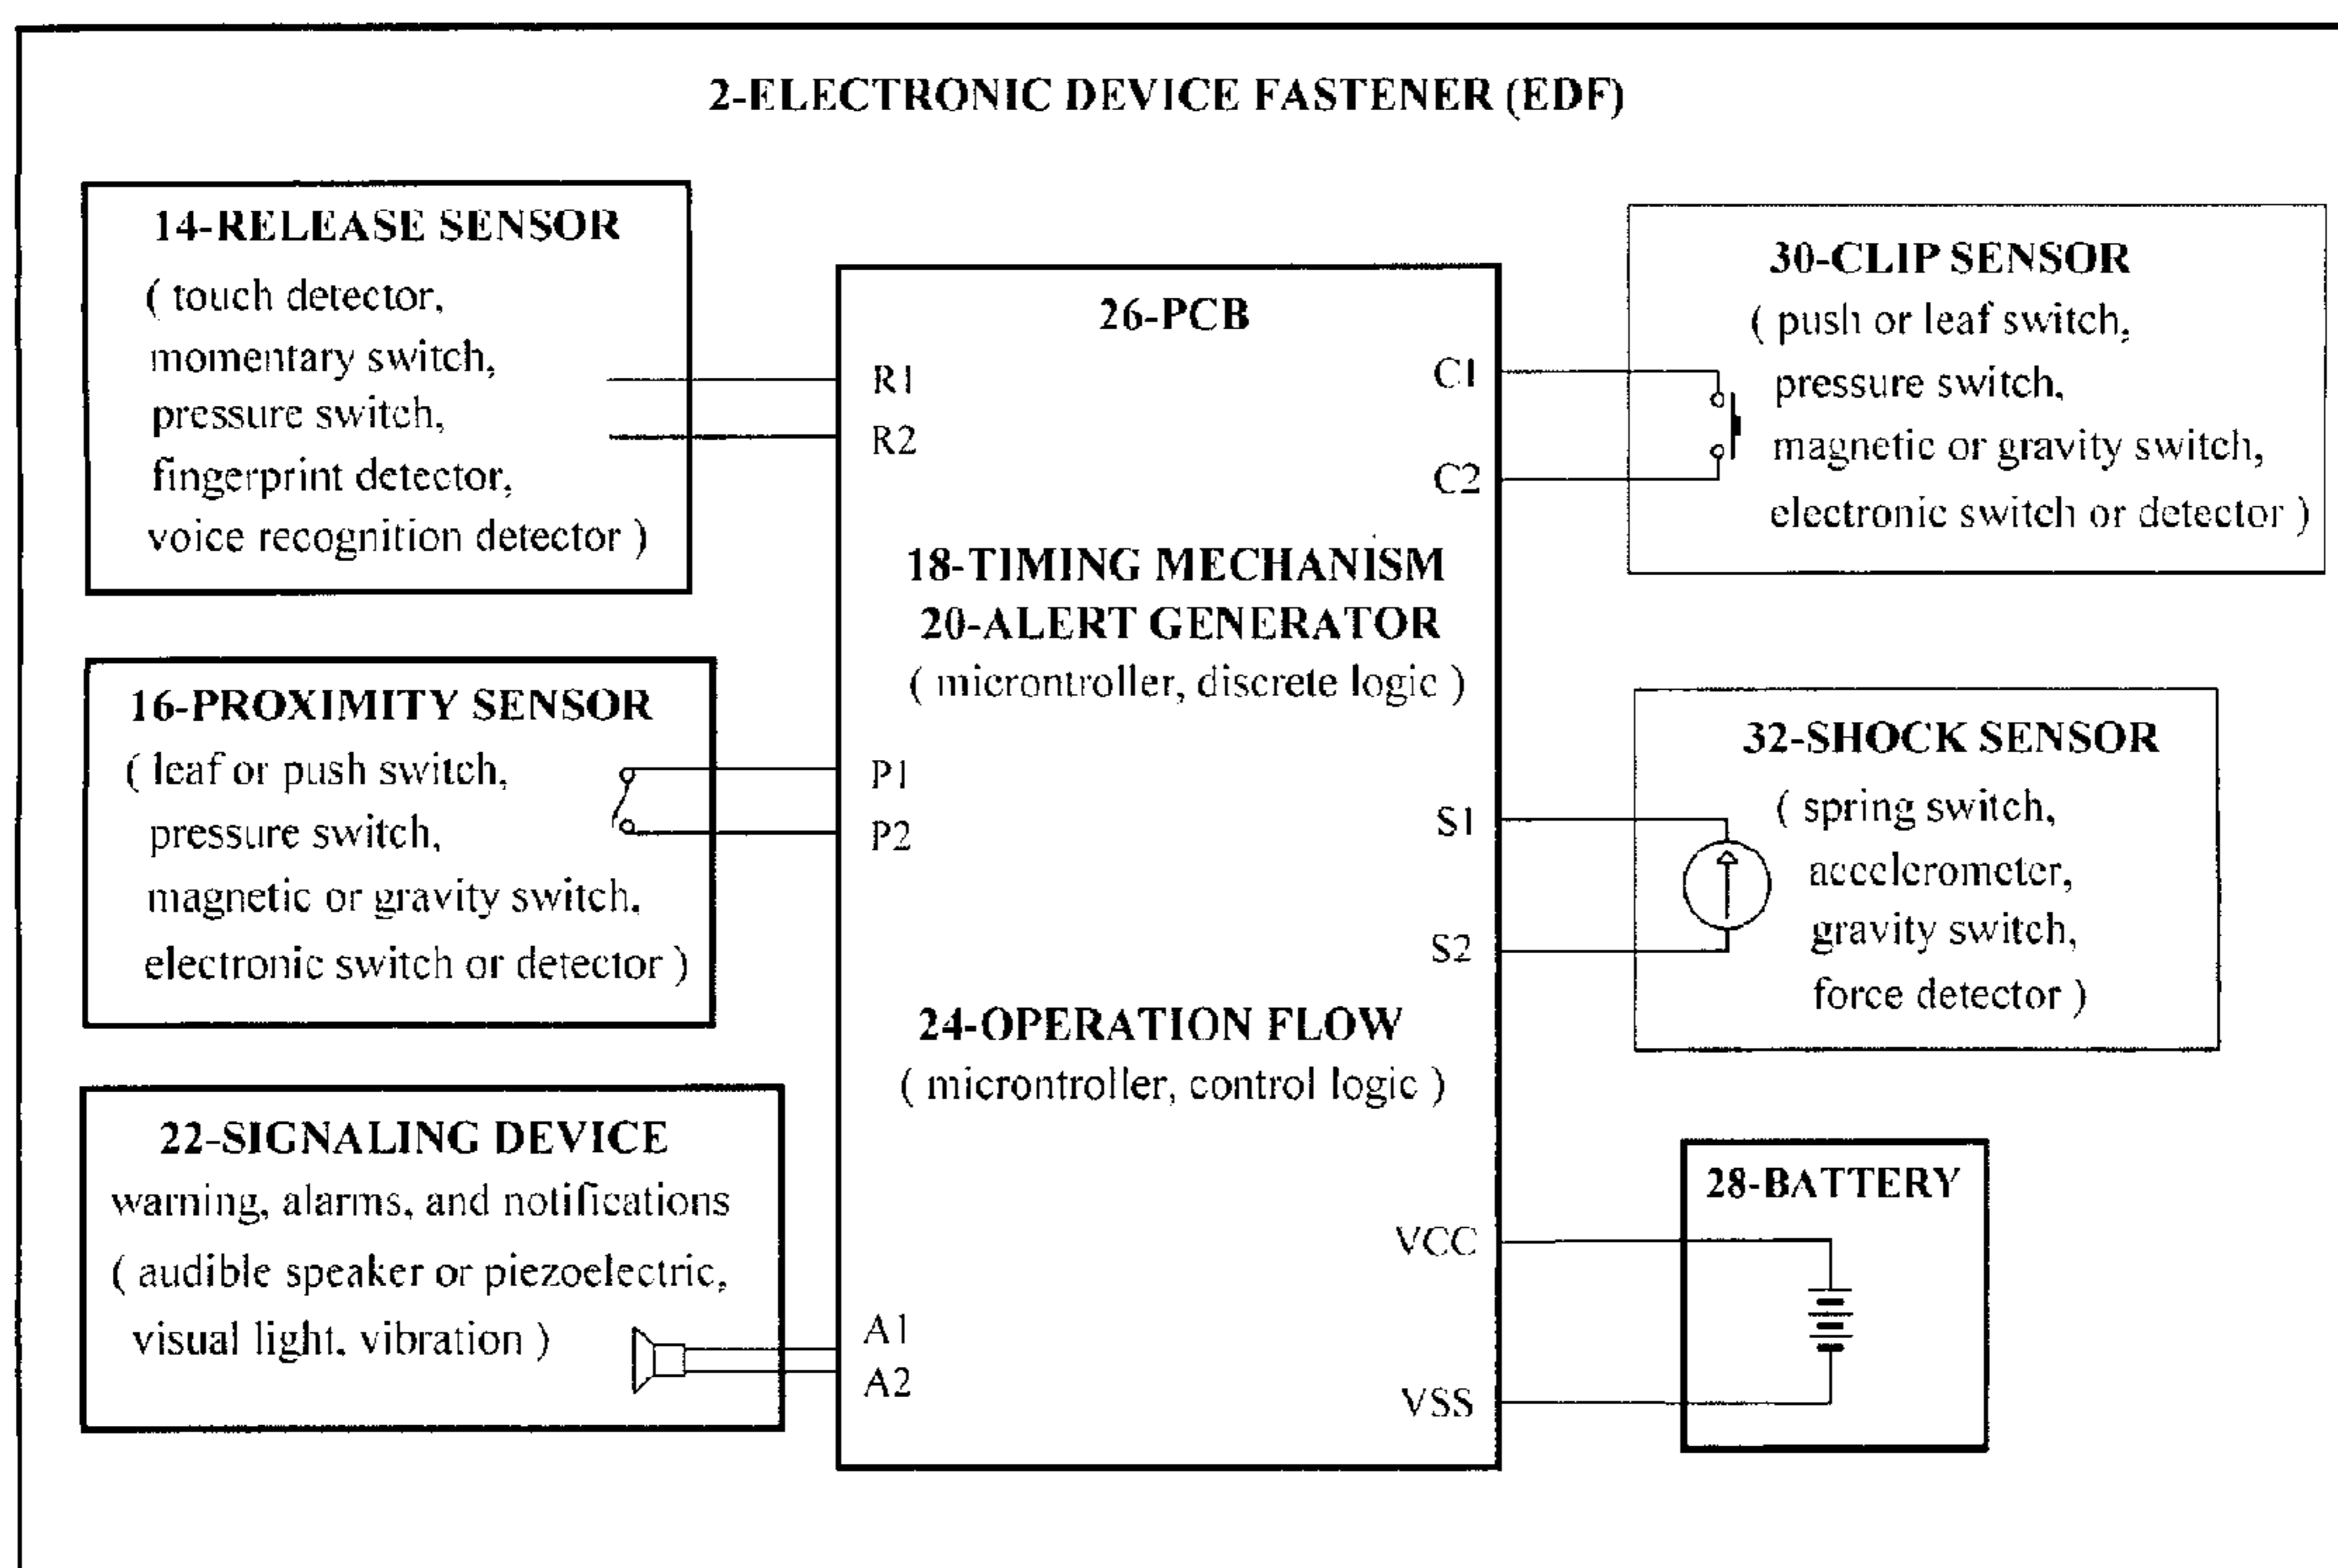 2-ELECTRONIC DEVICE FASTENER (EDF)
14-RELEASE SENSOR
( touch detector,
momentary switch,
pressure switch,
fingerprint detector,
voice recognition detector )
R1
R2
16-PROXIMITY SENSOR
( leaf or push switch,
pressure switch,
magnetic or gravity switch,
electronic switch or detector )
P1
P2
22-SIGNALING DEVICE
warning, alarms, and notifications
( audible speaker or piezoelectric,
visual light, vibration )
A1
A2
26-PCB
18-TIMING MECHANISM
20-ALERT GENERATOR
( microntroller, discrete logic )
24-OPERATION FLOW
( microntroller, control logic )
C1
C2
30-CLIP SENSOR
( push or leaf switch,
pressure switch,
magnetic or gravity switch,
electronic switch or detector )
S1
S2
32-SHOCK SENSOR
( spring switch,
accelerometer,
gravity switch,
force detector )
VCC
VSS
28-BATTERY